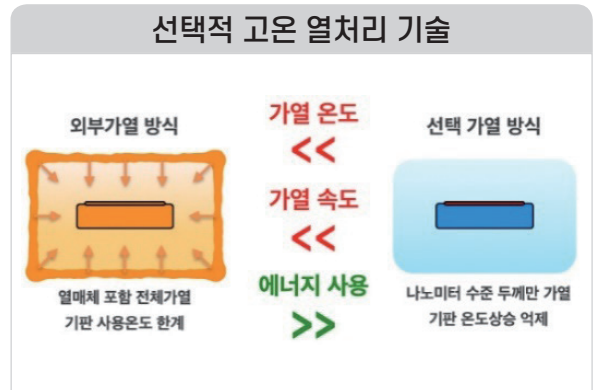 선택적 고온 열처리 기술
외부가열 방식
열매체 포함 전체가열
기판 사용온도 한계
가열 온도
<<
가열 속도
<<
에너지 사용
>>
선택 가열 방식
나노미터 수준 두께만 가열
기판 온도상승 억제